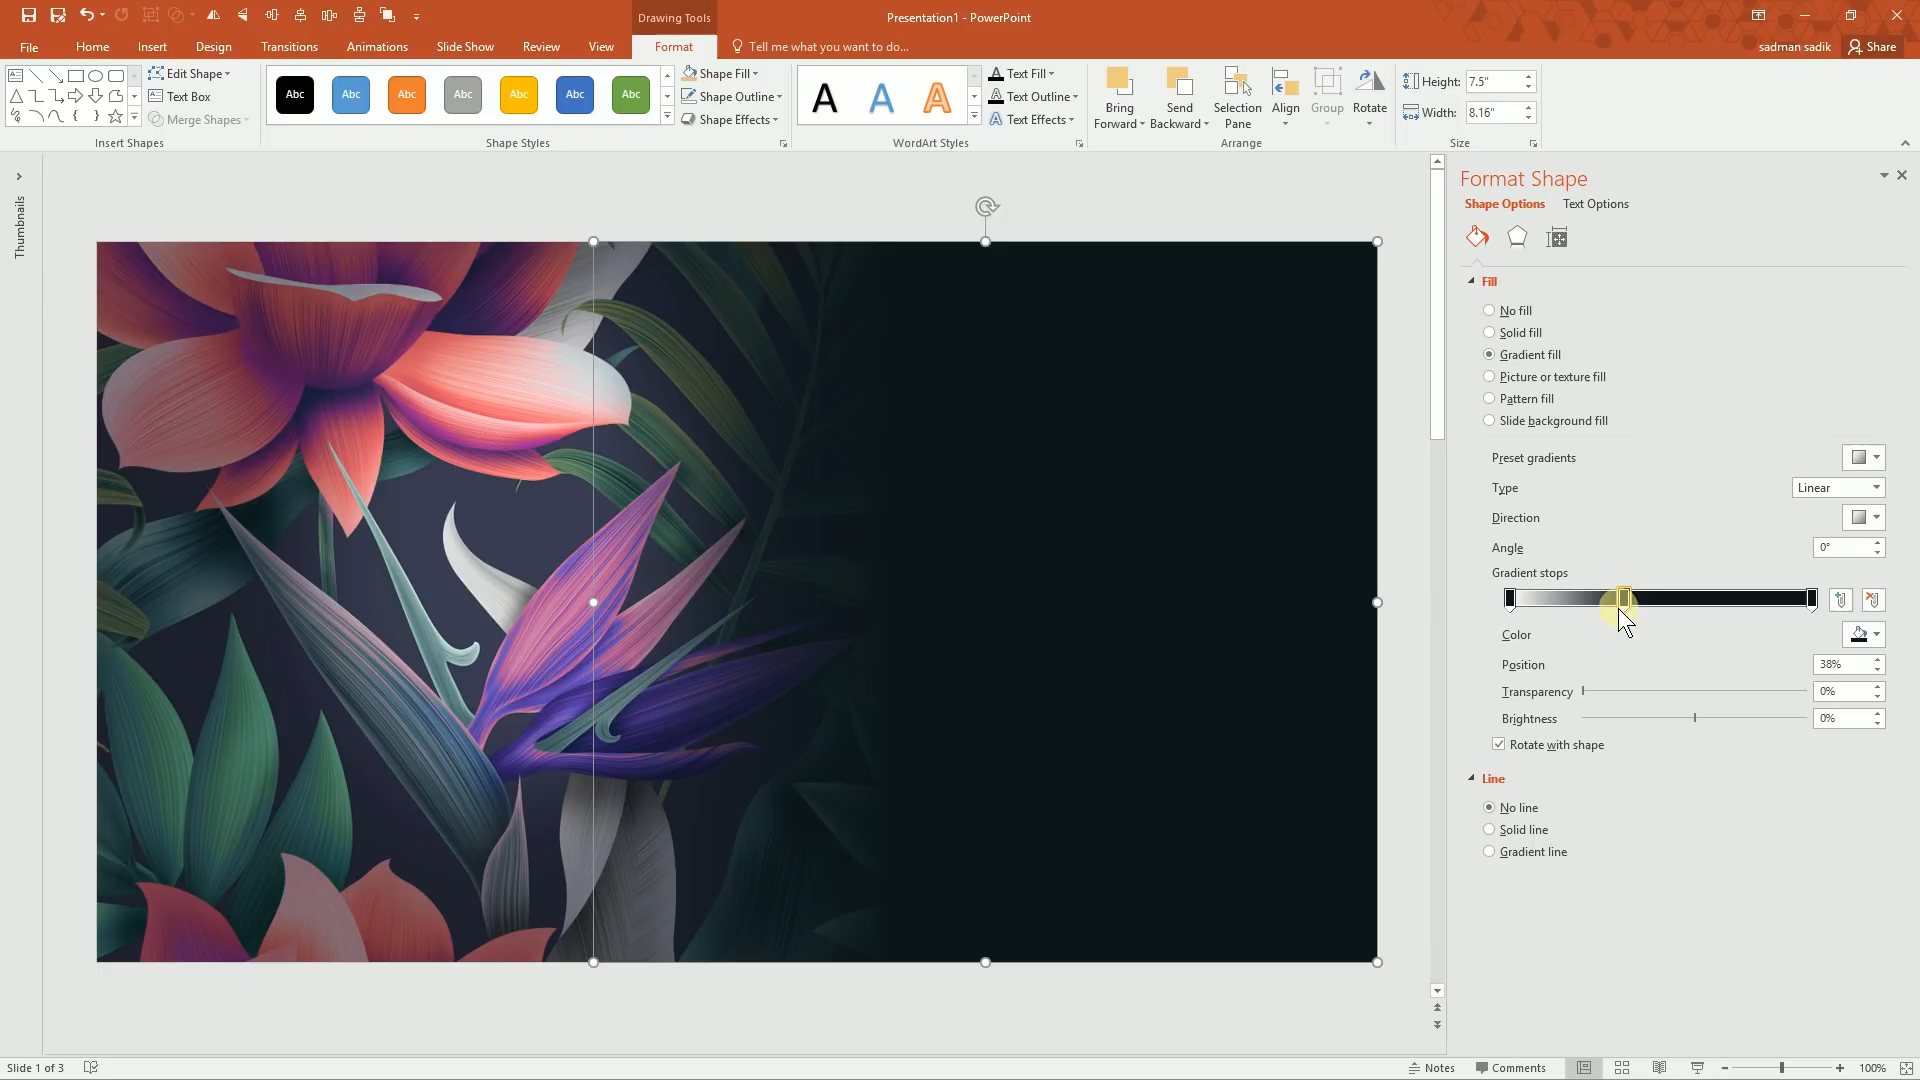 Drawing Tools
Presentation1 - PowerPoint
File Home Insert Design Transitions Animations Slide Show Review View Format Tell me what you want to do... sadman sadik Share
Edit Shape
Text Box
Merge Shapes
Insert Shapes
Abc Abc Abc Abc Abc Abc Abc
Shape Fill
Shape Outline
Shape Effects
Shape Styles
A A A
Text Fill
Text Outline
Text Effects
WordArt Styles
Bring Forward
Send Backward
Selection Pane
Align
Group
Rotate
Arrange
Height: 7.5"
Width: 8.16"
Size
Thumbnails
Format Shape
Shape Options Text Options
Fill
No fill
Solid fill
Gradient fill
Picture or texture fill
Pattern fill
Slide background fill
Preset gradients
Type Linear
Direction
Angle 0°
Gradient stops
Color
Position 38%
Transparency 0%
Brightness 0%
Rotate with shape
Line
No line
Solid line
Gradient line
Slide 1 of 3
Notes Comments 100%